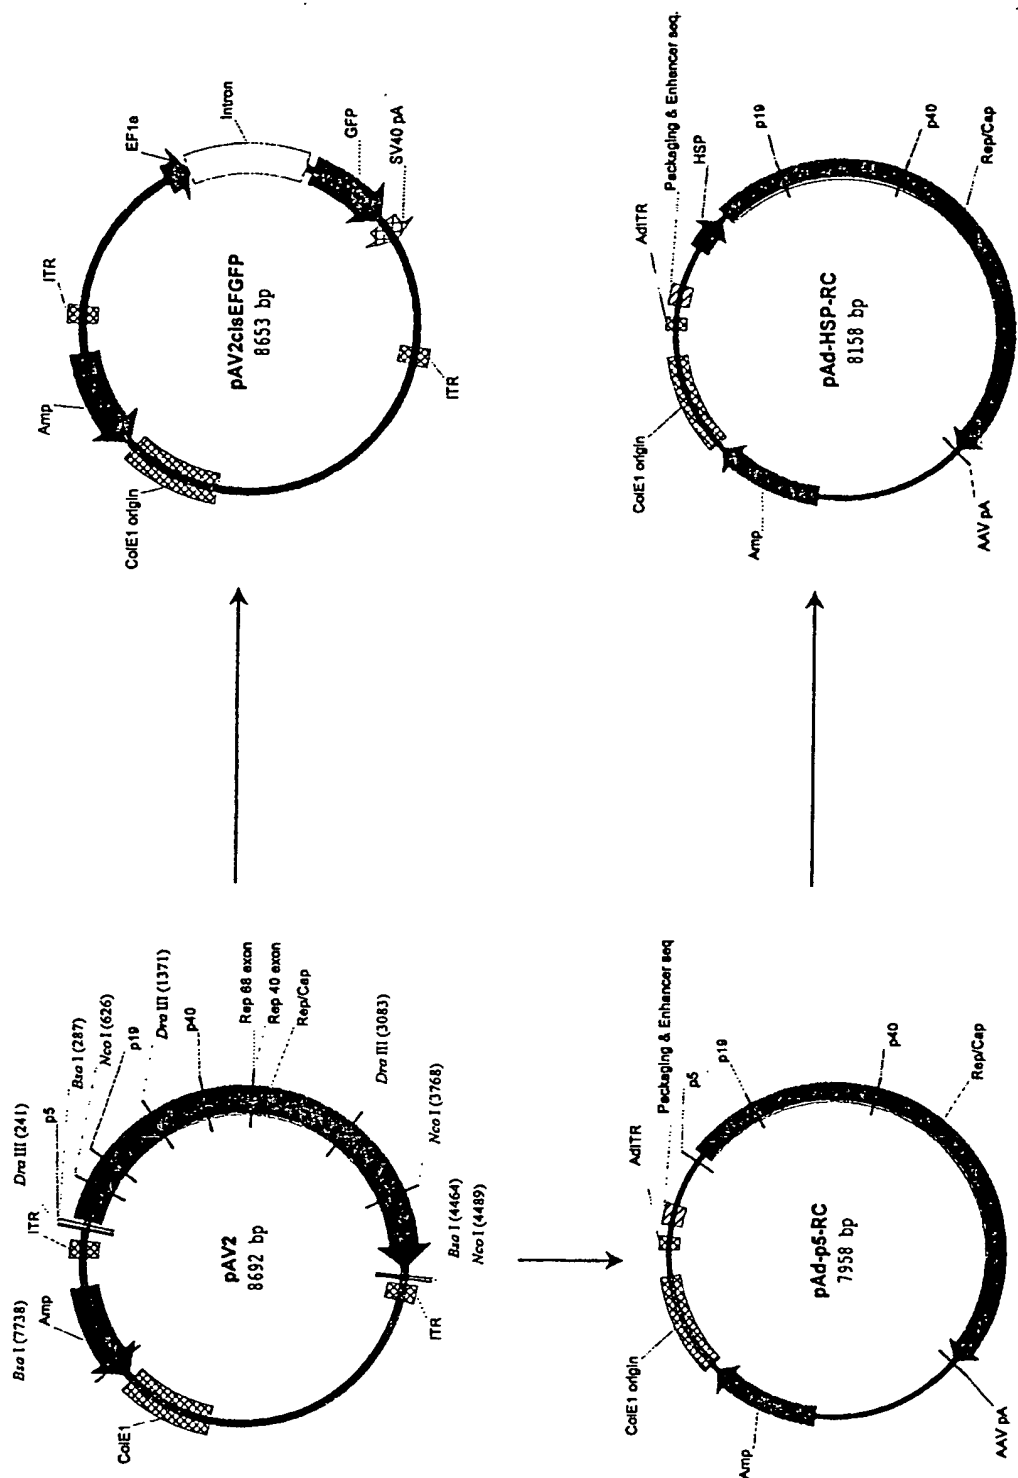 ITR
EF1a
Intron
GFP
SV40 pA
ITR
ColE1 origin
Amp
pAV2cisEFGFP
8653 bp
AdITR
Packaging & Enhancer seq.
HSP
p19
p40
Rep/Cap
AAV pA
Amp
ColE1 origin
pAd-HSP-RC
8158 bp
Bsa I (7738)
Amp
ITR
Dra III (241)
p5
Bsa I (287)
Nco I (626)
p19
Dra III (1371)
p40
Rep 68 exon
Rep 40 exon
Rep/Cap
Dra III (3083)
Nco I (3768)
Bsa I (4464)
Nco I (4489)
ITR
ColE1
pAV2
8692 bp
AdITR
Packaging & Enhancer seq
p5
p19
p40
Rep/Cap
AAV pA
Amp
ColE1 origin
pAd-p5-RC
7958 bp